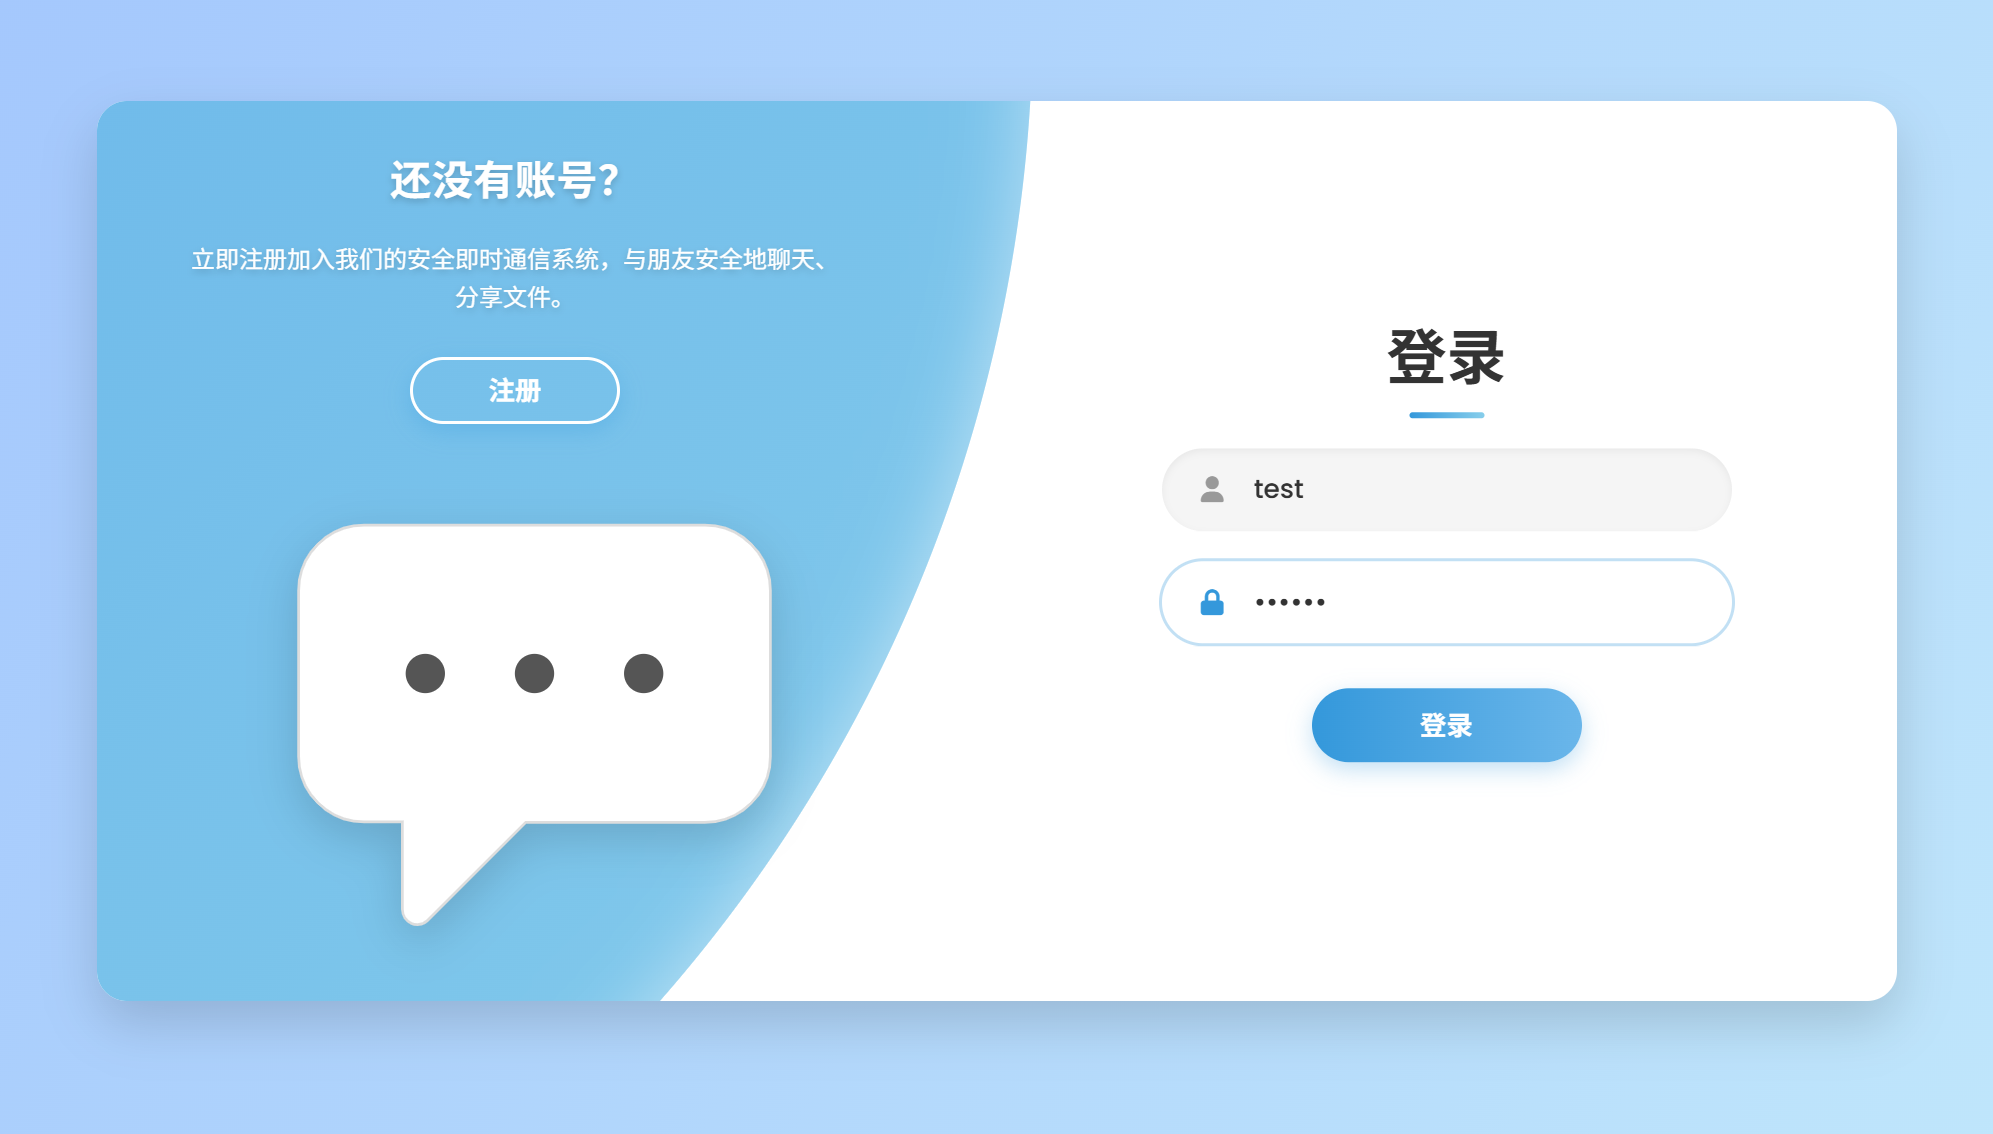 还没有账号？
立即注册加入我们的安全即时通信系统，与朋友安全地聊天、
分享文件。
注册
登录
test
••••••
登录